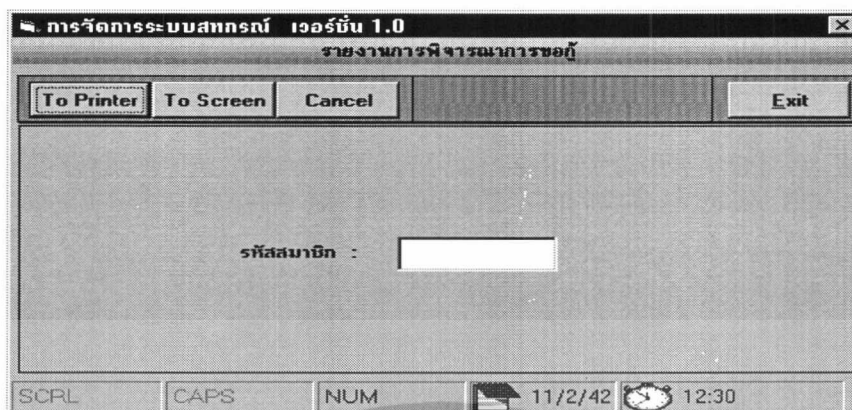 การจัดการระบบสหกรณ์ เวอร์ชั่น 1.0
รายงานการพิจารณาการขอกู้
To Printer To Screen Cancel Exit
รหัสสมาชิก :
SCRL CAPS NUM 11/2/42 12:30